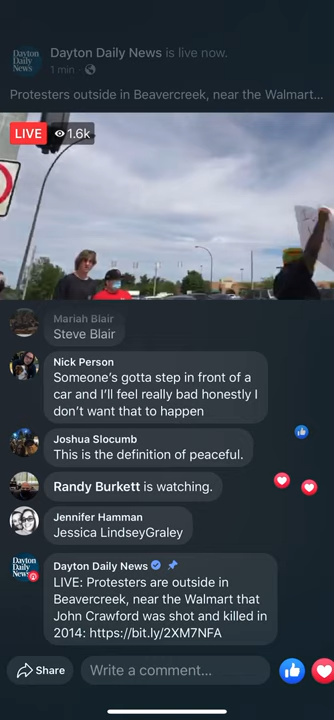 Dayton
Daily
News
Dayton Daily News is live now.
1 min ·
Protesters outside in Beavercreek, near the Walmart...
LIVE 1.6k
Mariah Blair
Steve Blair
Nick Person
Someone's gotta step in front of a
car and I'll feel really bad honestly I
don't want that to happen
Joshua Slocumb
This is the definition of peaceful.
Randy Burkett is watching.
Jennifer Hamman
Jessica LindseyGraley
Dayton
Daily
News
Dayton Daily News
LIVE: Protesters are outside in
Beavercreek, near the Walmart that
John Crawford was shot and killed in
2014: https://bit.ly/2XM7NFA
Share
Write a comment...